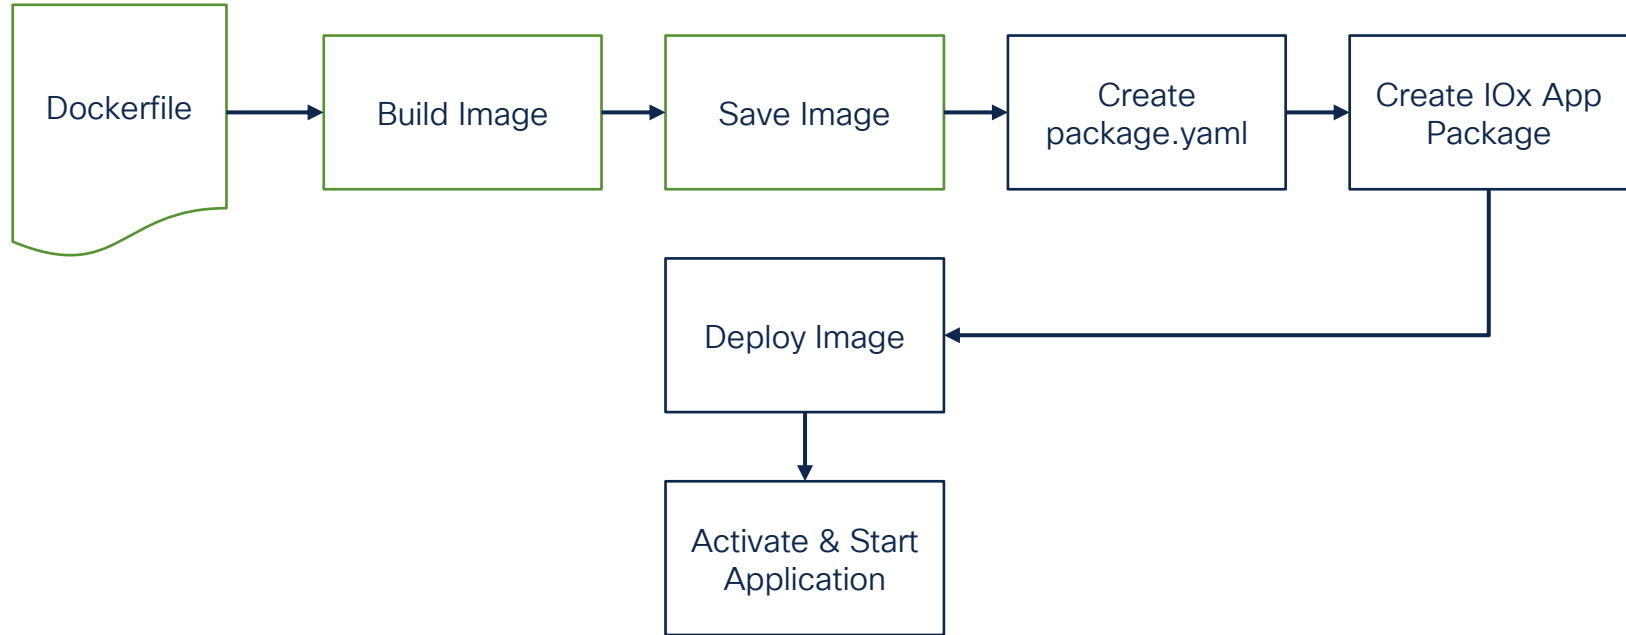 Dockerfile
Build Image
Save Image
Create
package.yaml
Create IOx App
Package
Deploy Image
Activate & Start
Application